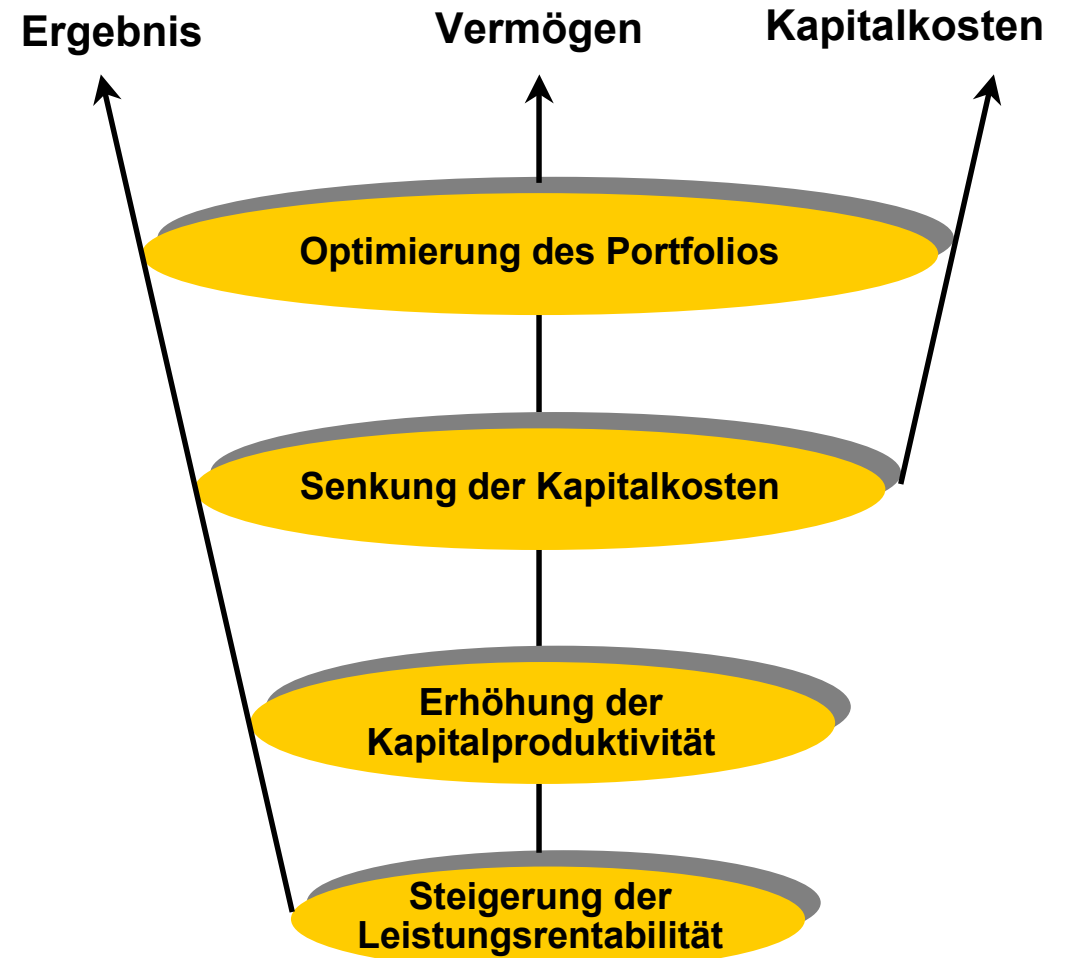 Ergebnis
Vermögen
Kapitalkosten
Optimierung des Portfolios
Senkung der Kapitalkosten
Erhöhung der
Kapitalproduktivität
Steigerung der
Leistungsrentabilität